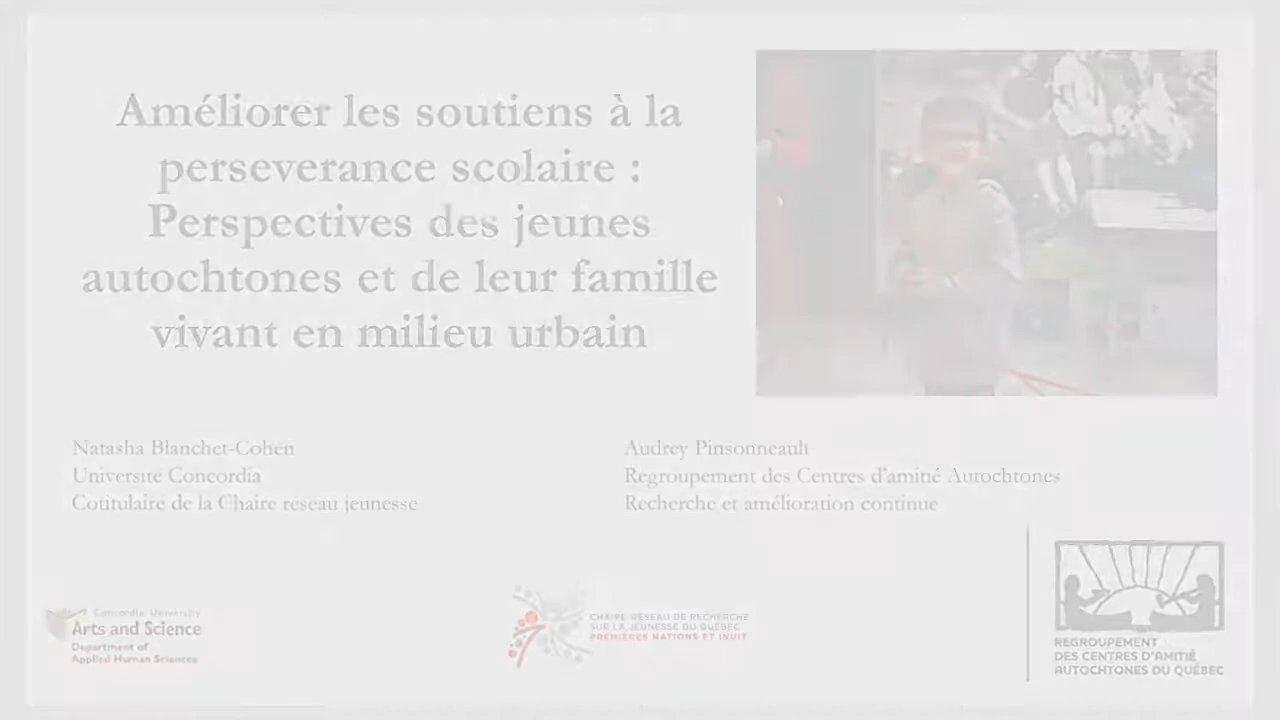 Améliorer les soutiens à la
perseverance scolaire :
Perspectives des jeunes
autochtones et de leur famille
vivant en milieu urbain
Natasha Blanchet-Cohen
Université Concordia
Cotitulaire de la Chaire reseau jeunesse
Audrey Pinsonneault
Regroupement des Centres d'amitié Autochtones
Recherche et amélioration continue
Concordia University
Arts and Science
Department of
Applied Human Sciences
CHAIRE-RÉSEAU DE RECHERCHE
SUR LA JEUNESSE DU QUÉBEC
PREMIÈRES NATIONS ET INUIT
REGROUPEMENT
DES CENTRES D'AMITIÉ
AUTOCHTONES DU QUÉBEC